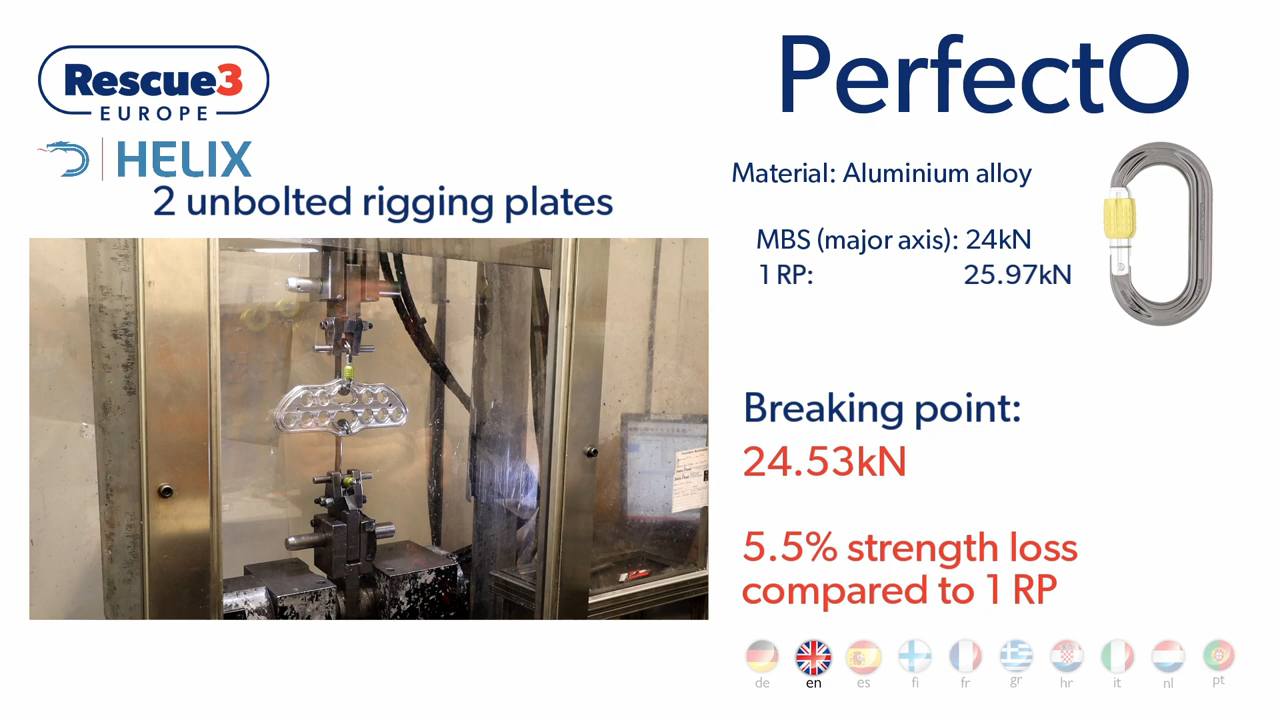 Rescue3
EUROPE
HELIX
2 unbolted rigging plates
PerfectO
Material: Aluminium alloy
MBS (major axis): 24kN
1 RP: 25.97kN
Breaking point:
24.53kN
5.5% strength loss
compared to 1 RP
de en es fi fr gr hr it nl pt